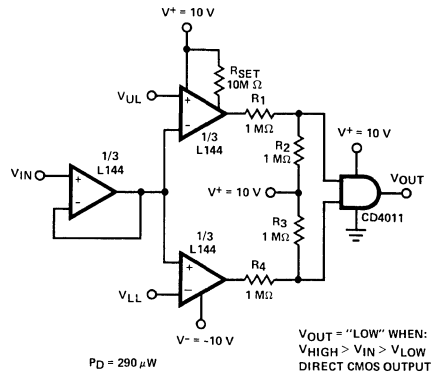 V+ = 10 V
RSET
10M Ω
VUL
+
−
1/3
L144
R1
1 MΩ
R2
1 MΩ
V+ = 10 V
1/3
L144
VIN
+
−
V+ = 10 V
VOUT
CD4011
R3
1 MΩ
1/3
L144
+
−
VLL
R4
1 MΩ
V− = −10 V
PD = 290 μW
VOUT = "LOW" WHEN:
VHIGH > VIN > VLOW
DIRECT CMOS OUTPUT